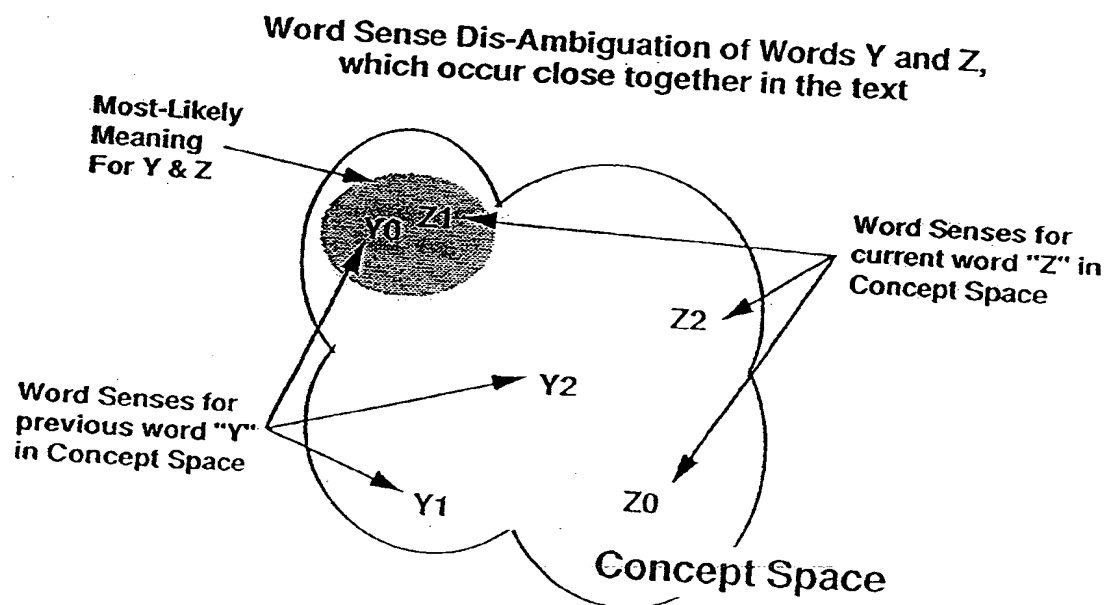 Word Sense Dis-Ambiguation of Words Y and Z,
which occur close together in the text
Most-Likely
Meaning
For Y & Z
Y0 Z1
Word Senses for
current word "Z" in
Concept Space
Z2
Word Senses for
previous word "Y"
in Concept Space
Y2
Y1
Z0
Concept Space